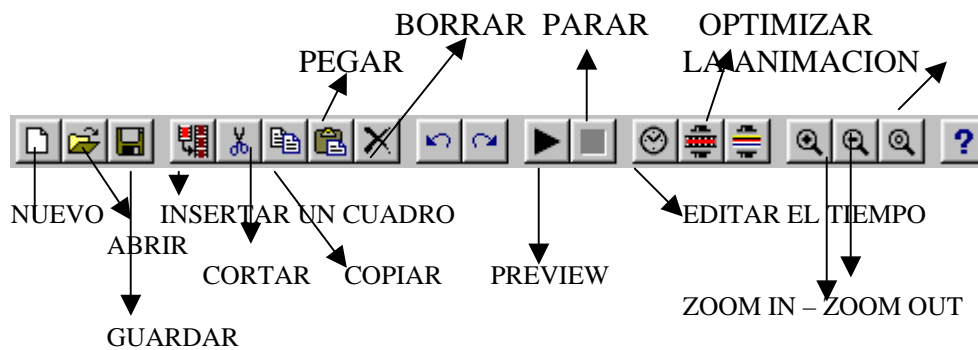 BORRAR PARAR OPTIMIZAR
PEGAR LA ANIMACION
?
NUEVO INSERTAR UN CUADRO EDITAR EL TIEMPO
ABRIR
CORTAR COPIAR PREVIEW
ZOOM IN – ZOOM OUT
GUARDAR